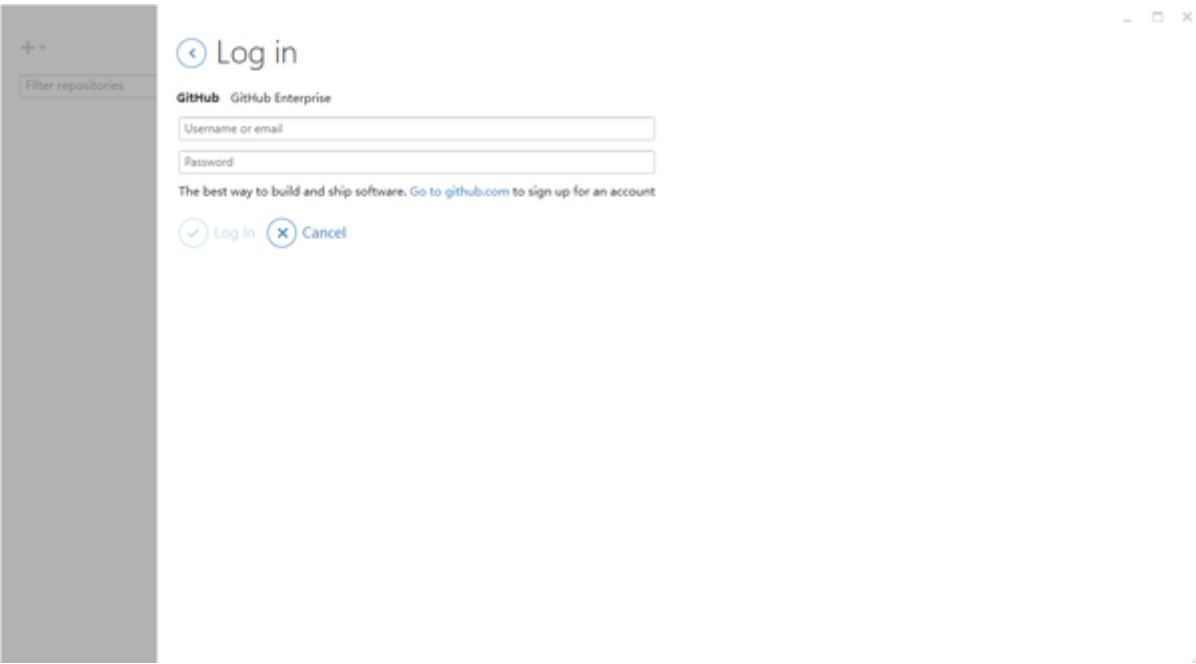 Filter repositories
Log in
GitHub GitHub Enterprise
Username or email
Password
The best way to build and ship software. Go to github.com to sign up for an account
Log in Cancel